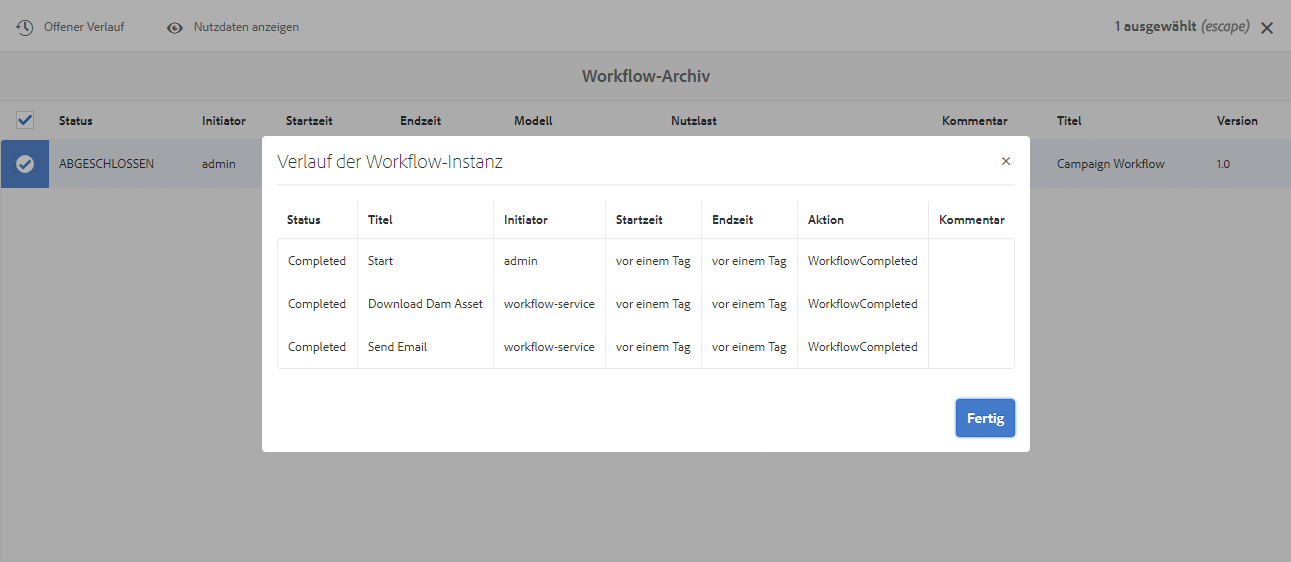 Offener Verlauf Nutzdaten anzeigen 1 ausgewählt (escape)
Workflow-Archiv
Status Initiator Startzeit Endzeit Modell Nutzlast Kommentar Titel Version
ABGESCHLOSSEN admin Campaign Workflow 1.0
Verlauf der Workflow-Instanz
Status Titel Initiator Startzeit Endzeit Aktion Kommentar
Completed Start admin vor einem Tag vor einem Tag WorkflowCompleted
Completed Download Dam Asset workflow-service vor einem Tag vor einem Tag WorkflowCompleted
Completed Send Email workflow-service vor einem Tag vor einem Tag WorkflowCompleted
Fertig